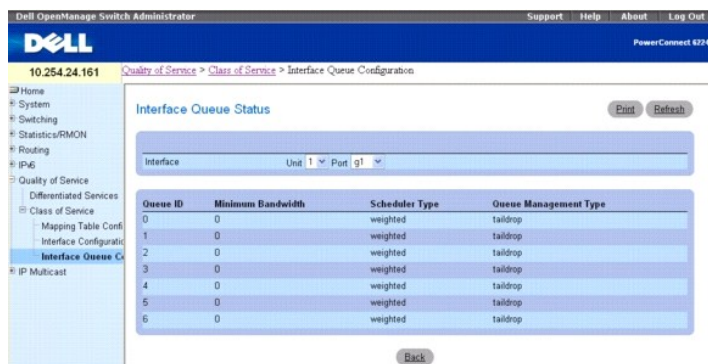 Dell OpenManage Switch Administrator
Support Help About Log Out
DELL
PowerConnect 622
10.254.24.161
Quality of Service > Class of Service > Interface Queue Configuration
Home
System
Switching
Statistics/RMON
Routing
IPv6
Quality of Service
Differentiated Services
Class of Service
Mapping Table Confi
Interface Configuratic
Interface Queue C
IP Multicast
Interface Queue Status
Print Refresh
Interface Unit 1 Port g1
Queue ID Minimum Bandwidth Scheduler Type Queue Management Type
0 0 weighted taildrop
1 0 weighted taildrop
2 0 weighted taildrop
3 0 weighted taildrop
4 0 weighted taildrop
5 0 weighted taildrop
6 0 weighted taildrop
Back